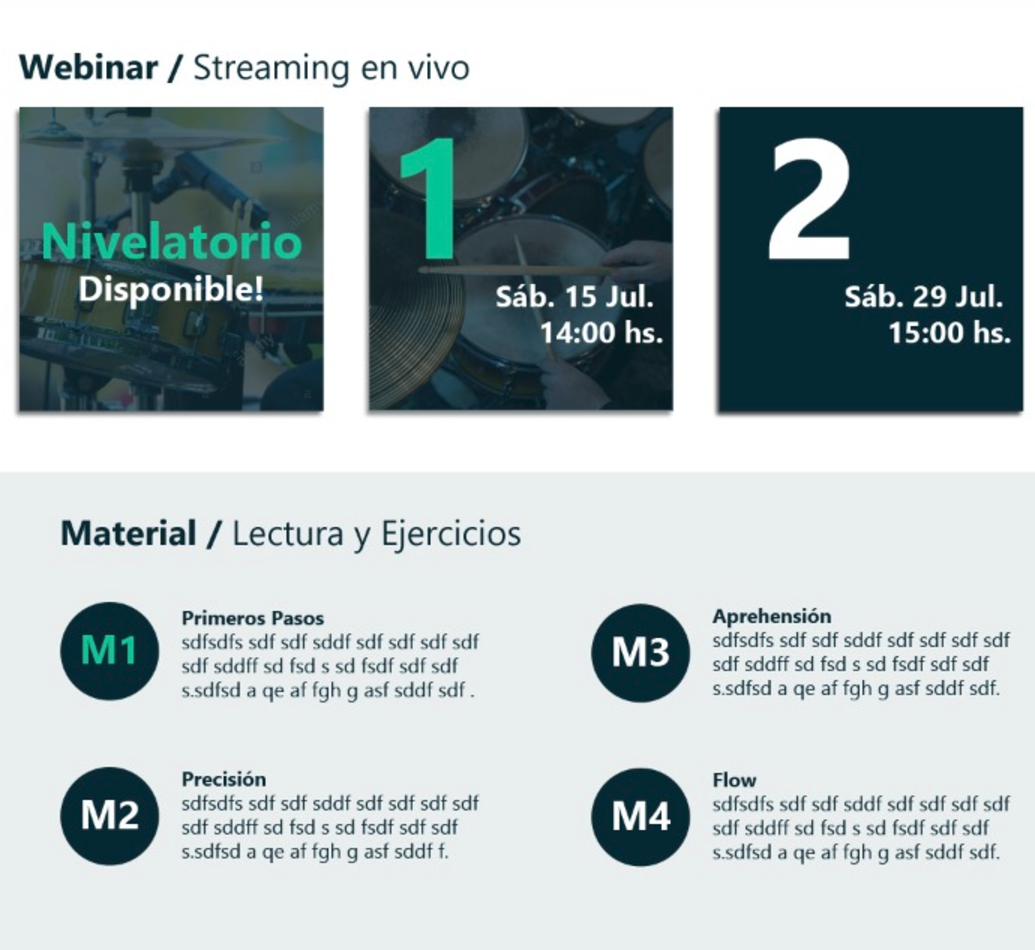 Webinar / Streaming en vivo
Nivelatorio
Disponible!
1
Sáb. 15 Jul.
14:00 hs.
2
Sáb. 29 Jul.
15:00 hs.
Material / Lectura y Ejercicios
M1
Primeros Pasos
sdfsdfs sdf sdf sddf sdf sdf sdf sdf
sdf sddff sd fsd s sd fsdf sdf sdf
s.sdfsd a qe af fgh g asf sddf sdf .
M3
Aprehensión
sdfsdfs sdf sdf sddf sdf sdf sdf sdf
sdf sddff sd fsd s sd fsdf sdf sdf
s.sdfsd a qe af fgh g asf sddf sdf.
M2
Precisión
sdfsdfs sdf sdf sddf sdf sdf sdf sdf
sdf sddff sd fsd s sd fsdf sdf sdf
s.sdfsd a qe af fgh g asf sddf f.
M4
Flow
sdfsdfs sdf sdf sddf sdf sdf sdf sdf
sdf sddff sd fsd s sd fsdf sdf sdf
s.sdfsd a qe af fgh g asf sddf sdf.